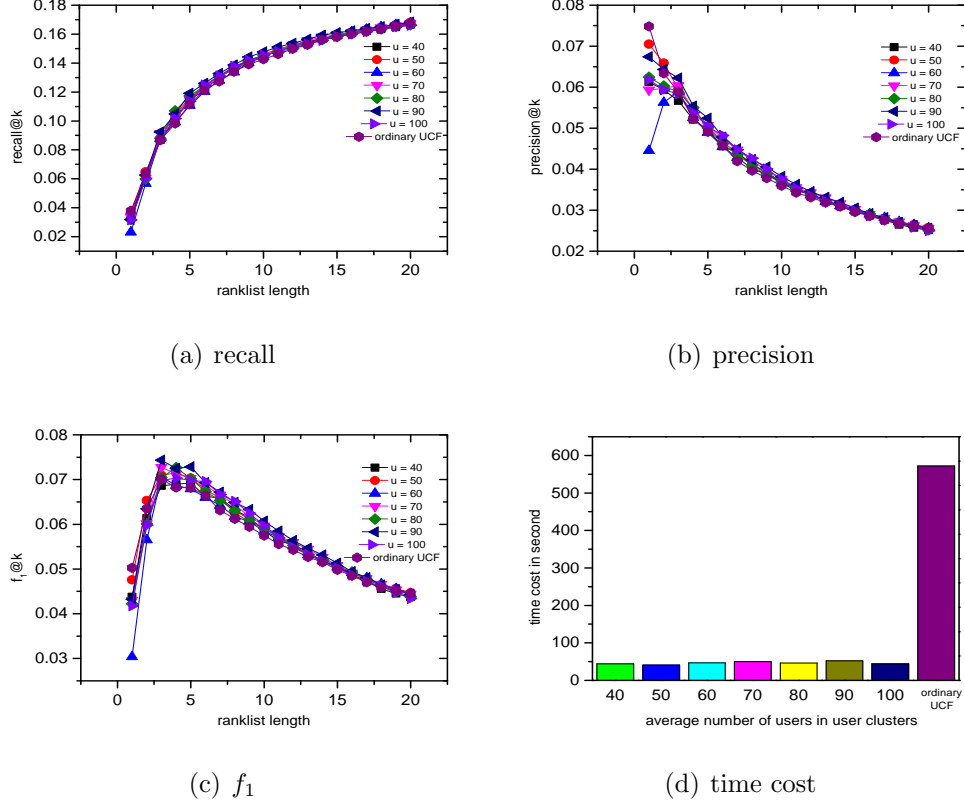 0.18
0.16
0.14
0.12
0.10
0.08
0.06
0.04
0.02
recall@k
0 5 10 15 20
ranklist length
u = 40
u = 50
u = 60
u = 70
u = 80
u = 90
u = 100
ordinary UCF
(a) recall
0.08
0.07
0.06
0.05
0.04
0.03
0.02
precision@k
0 5 10 15 20
ranklist length
u = 40
u = 50
u = 60
u = 70
u = 80
u = 90
u = 100
ordinary UCF
(b) precision
0.08
0.07
0.06
0.05
0.04
0.03
f₁@k
0 5 10 15 20
ranklist length
u = 40
u = 50
u = 60
u = 70
u = 80
u = 90
u = 100
ordinary UCF
(c) f₁
600
500
400
300
200
100
0
time cost in second
40 50 60 70 80 90 100 ordinary
UCF
average number of users in user clusters
(d) time cost